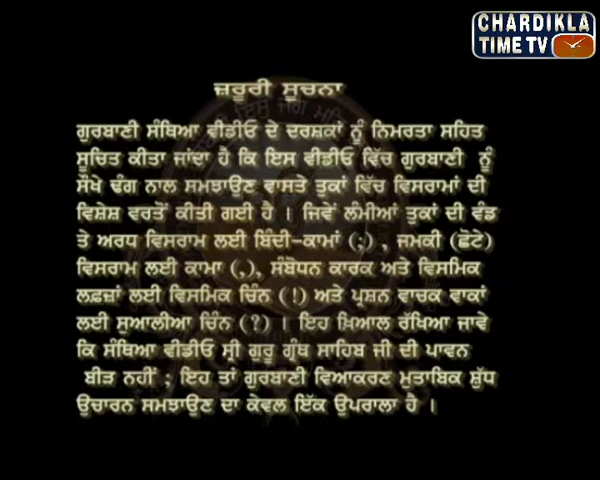 CHARDIKLA
TIME TV
ਜ਼ਰੂਰੀ ਸੂਚਨਾ
ਗੁਰਬਾਣੀ ਸੰਥਿਆ ਵੀਡੀਓ ਦੇ ਦਰਸ਼ਕਾਂ ਨੂੰ ਨਿਮਰਤਾ ਸਹਿਤ
ਸੂਚਿਤ ਕੀਤਾ ਜਾਂਦਾ ਹੈ ਕਿ ਇਸ ਵੀਡੀਓ ਵਿੱਚ ਗੁਰਬਾਣੀ ਨੂੰ
ਸੌਖੇ ਢੰਗ ਨਾਲ ਸਮਝਾਉਣ ਵਾਸਤੇ ਤੁਕਾਂ ਵਿੱਚ ਵਿਸਰਾਮਾਂ ਦੀ
ਵਿਸ਼ੇਸ਼ ਵਰਤੋਂ ਕੀਤੀ ਗਈ ਹੈ । ਜਿਵੇਂ ਲੰਮੀਆਂ ਤੁਕਾਂ ਦੀ ਵੰਡ
ਤੇ ਅਰਧ ਵਿਸਰਾਮ ਲਈ ਬਿੰਦੀ-ਕਾਮਾਂ (;) , ਜਮਕੀ (ਛੋਟੇ)
ਵਿਸਰਾਮ ਲਈ ਕਾਮਾ (,), ਸੰਬੋਧਨ ਕਾਰਕ ਅਤੇ ਵਿਸਮਿਕ
ਲਫ਼ਜ਼ਾਂ ਲਈ ਵਿਸਮਿਕ ਚਿੰਨ (!) ਅਤੇ ਪ੍ਰਸ਼ਨ ਵਾਚਕ ਵਾਕਾਂ
ਲਈ ਸੁਆਲੀਆ ਚਿੰਨ (?) । ਇਹ ਖ਼ਿਆਲ ਰੱਖਿਆ ਜਾਵੇ
ਕਿ ਸੰਥਿਆ ਵੀਡੀਓ ਸ੍ਰੀ ਗੁਰੂ ਗ੍ਰੰਥ ਸਾਹਿਬ ਜੀ ਦੀ ਪਾਵਨ
ਬੀੜ ਨਹੀਂ ; ਇਹ ਤਾਂ ਗੁਰਬਾਣੀ ਵਿਆਕਰਣ ਮੁਤਾਬਿਕ ਸ਼ੁੱਧ
ਉਚਾਰਨ ਸਮਝਾਉਣ ਦਾ ਕੇਵਲ ਇੱਕ ਉਪਰਾਲਾ ਹੈ ।